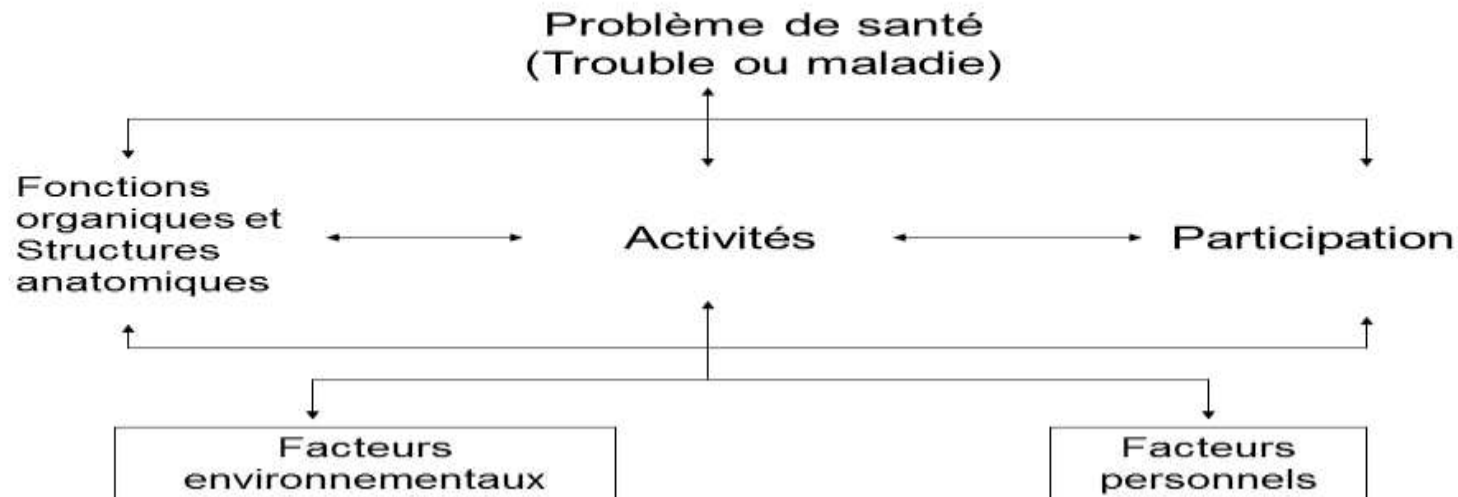 Problème de santé
(Trouble ou maladie)
Fonctions
organiques et
Structures
anatomiques
Activités
Participation
Facteurs
environnementaux
Facteurs
personnels